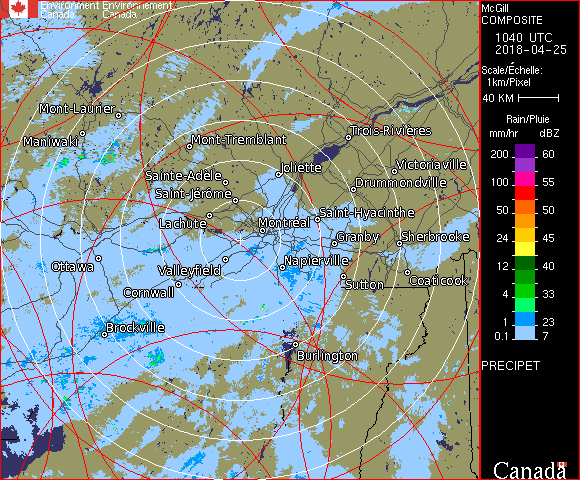 Environment Environnement
Canada Canada
McGill
COMPOSITE
1040 UTC
2018-04-25
Scale/Échelle:
1km/Pixel
40 KM
Rain/Pluie
mm/hr dBZ
200 60
100 55
50 50
24 45
12 40
4 33
1 23
0.1 7
PRECIPET
Canada
Mont-Laurier
Maniwaki
Mont-Tremblant
Trois-Rivières
Sainte-Adèle
Joliette
Victoriaville
Saint-Jérôme
Drummondville
Lachute
Montréal
Saint-Hyacinthe
Granby
Sherbrooke
Ottawa
Valleyfield
Napierville
Cornwall
Sutton
Coaticook
Brockville
Burlington